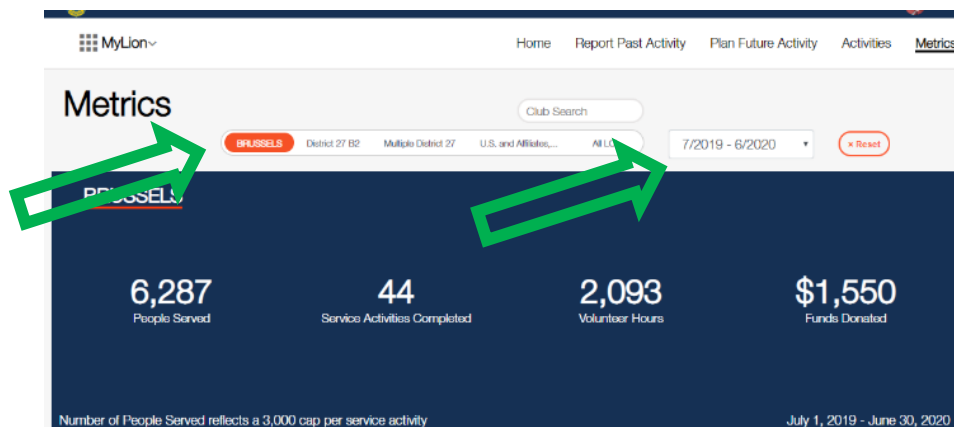 MyLion
Home Report Past Activity Plan Future Activity Activities Metrics
Metrics
Club Search
BRUSSELS District 27 B2 Multiple District 27 U.S. and Affiliates,... All
7/2019 - 6/2020 × Reset
BRUSSELS
6,287 44 2,093 $1,550
People Served Service Activities Completed Volunteer Hours Funds Donated
Number of People Served reflects a 3,000 cap per service activity July 1, 2019 - June 30, 2020